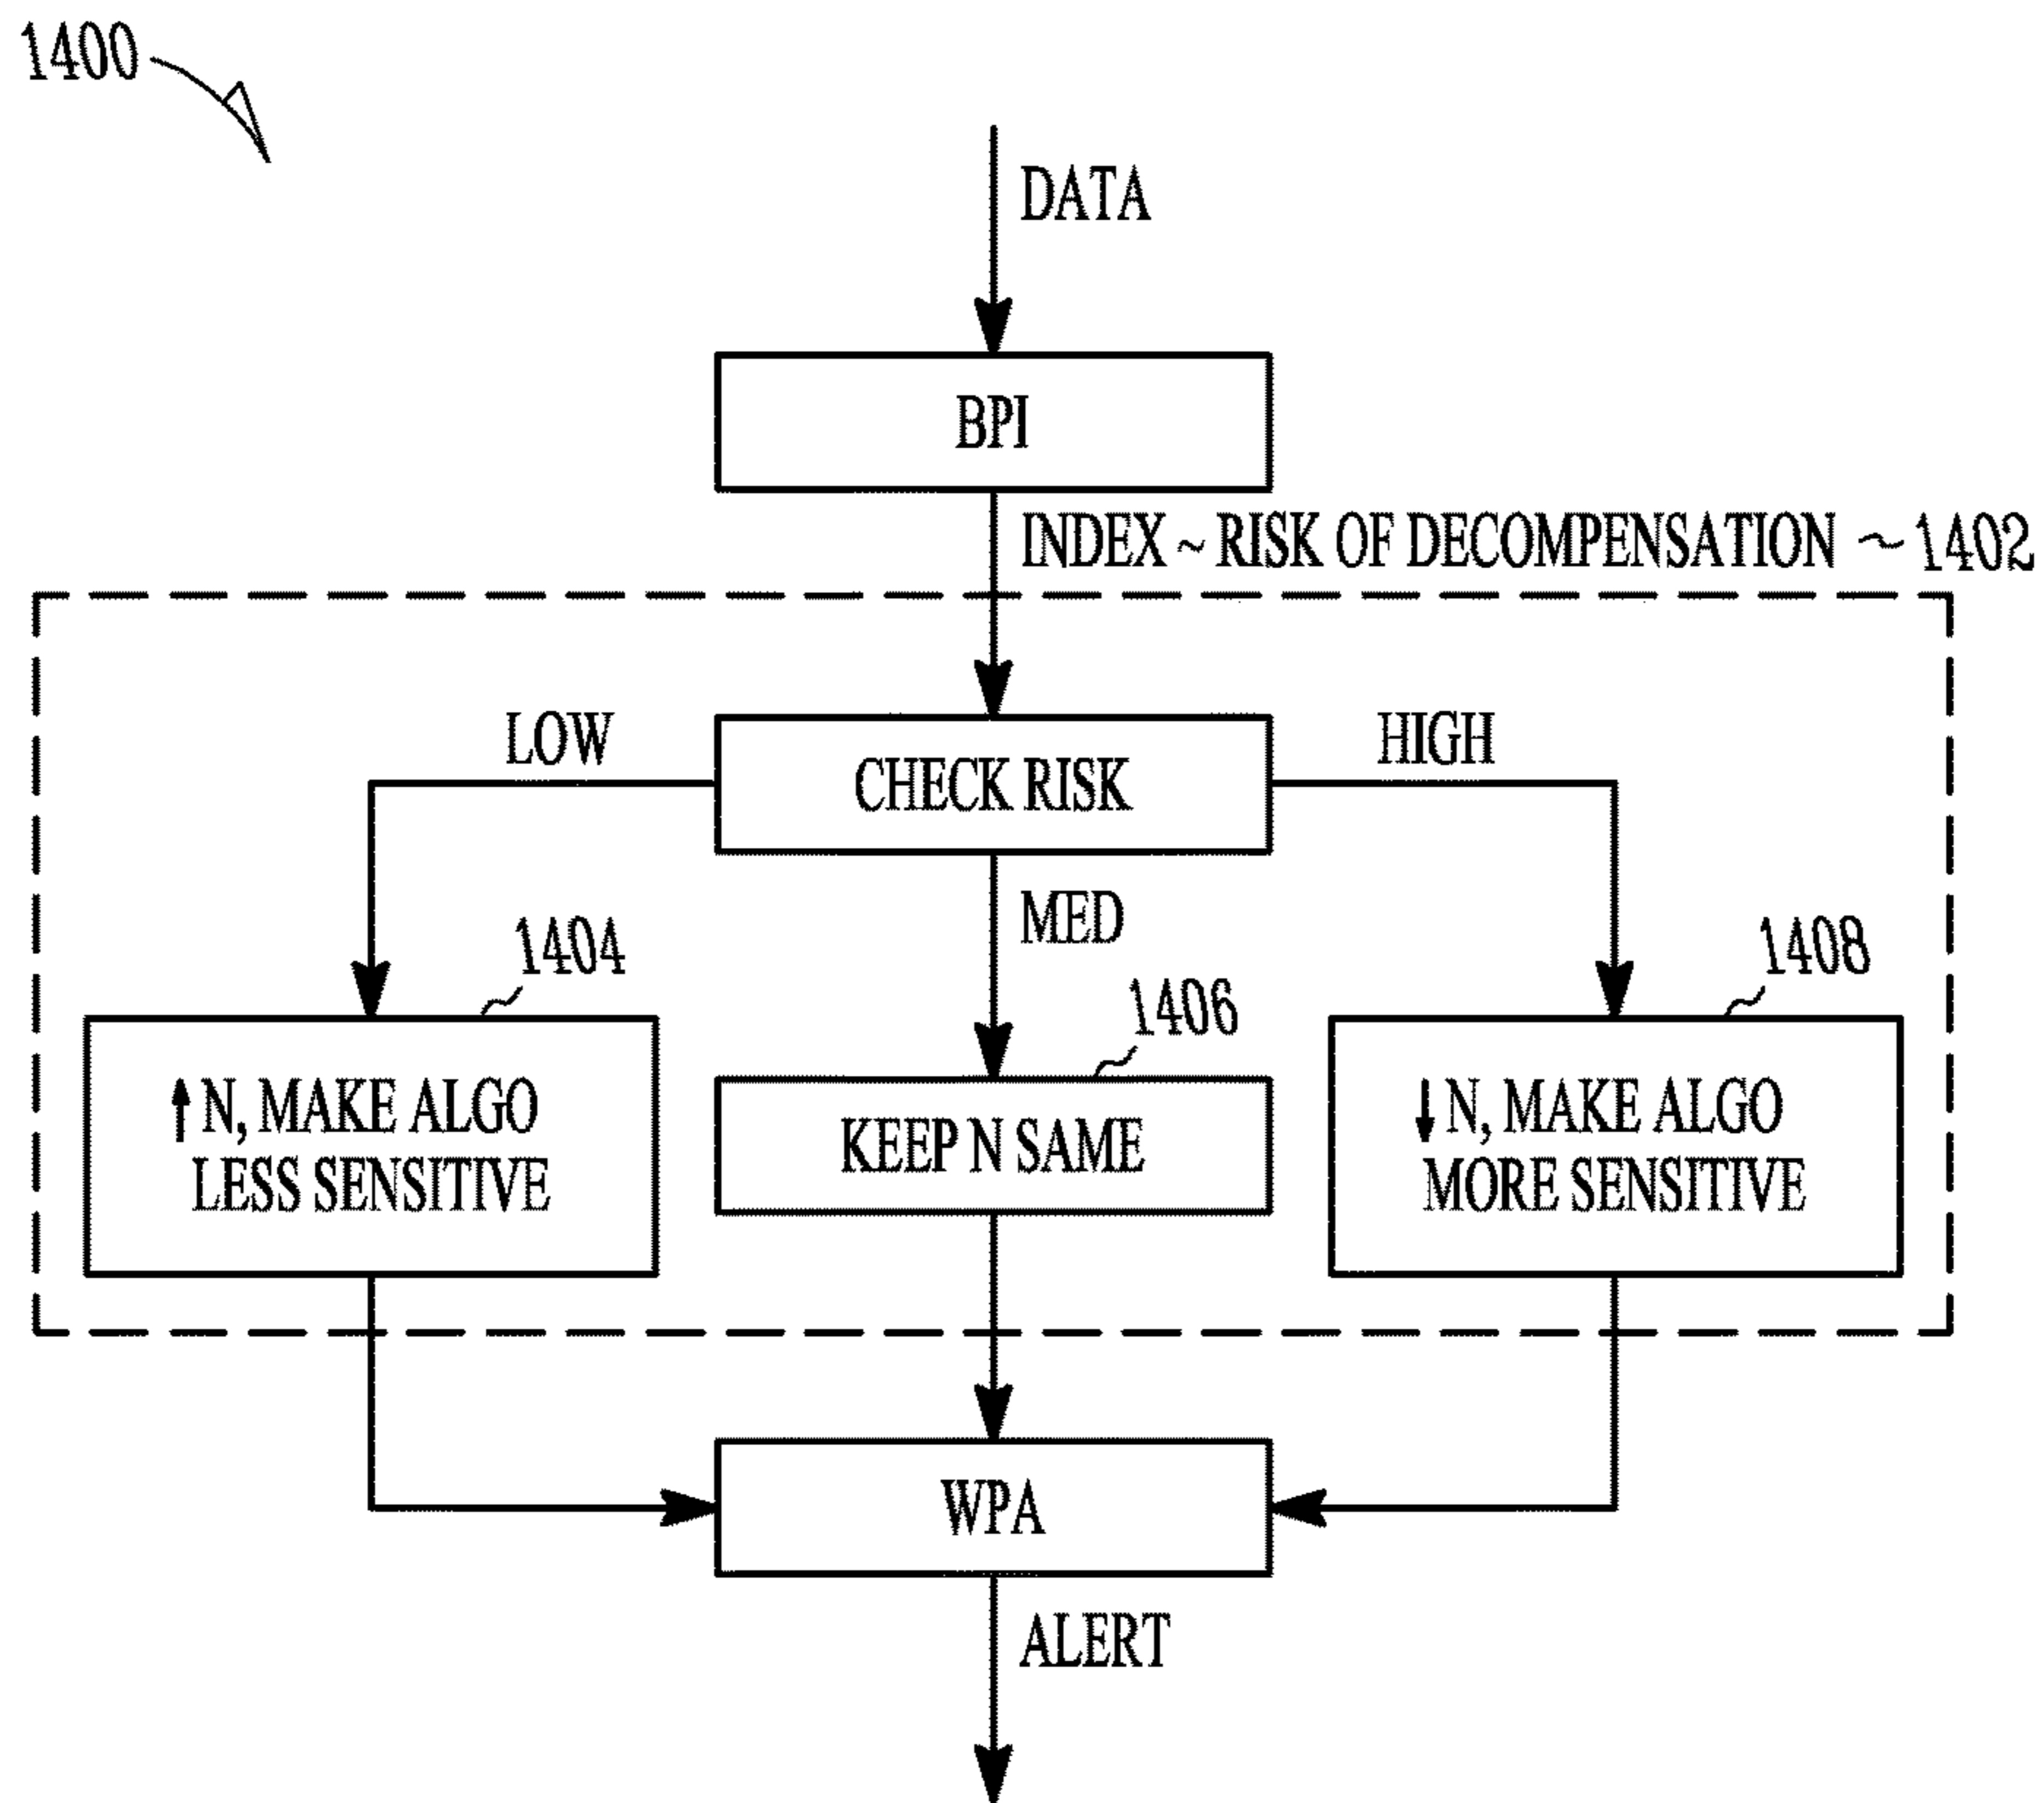 1400
DATA
BPI
INDEX ~ RISK OF DECOMPENSATION ~1402
LOW
CHECK RISK
HIGH
MED
1404
1406
1408
↑ N, MAKE ALGO
LESS SENSITIVE
KEEP N SAME
↓ N, MAKE ALGO
MORE SENSITIVE
WPA
ALERT